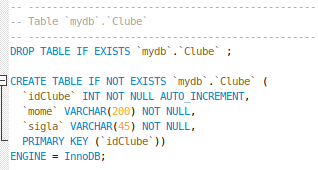 -- -----------------------------------------------------
-- Table `mydb`.`Clube`
-- -----------------------------------------------------
DROP TABLE IF EXISTS `mydb`.`Clube` ;
CREATE TABLE IF NOT EXISTS `mydb`.`Clube` (
`idClube` INT NOT NULL AUTO_INCREMENT,
`mome` VARCHAR(200) NOT NULL,
`sigla` VARCHAR(45) NOT NULL,
PRIMARY KEY (`idClube`))
ENGINE = InnoDB;